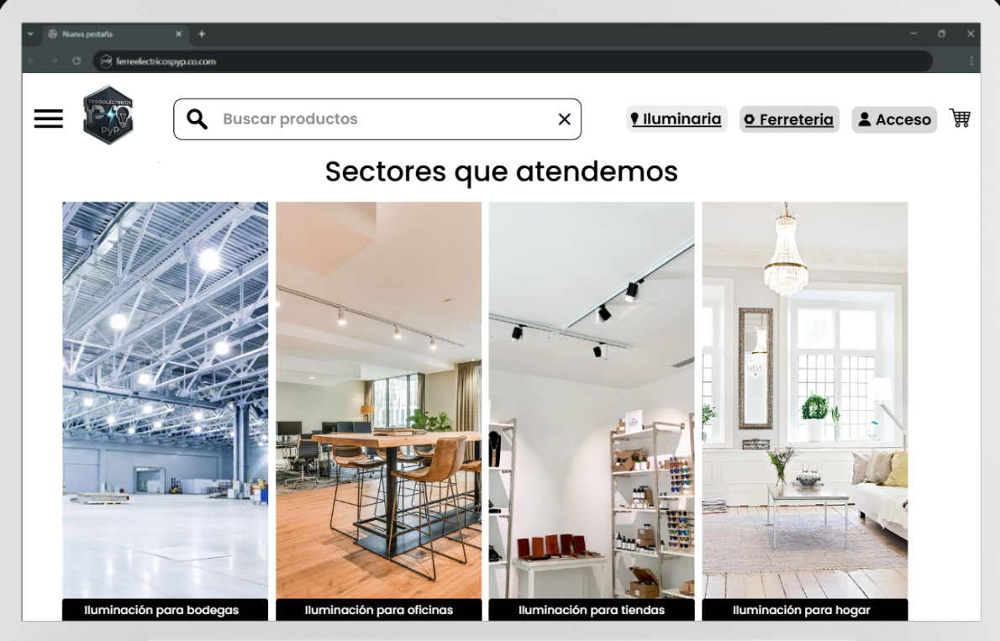 Nueva pestaña
ferreelectricospyp.co.com
FERROLÉCTRICOS
PyP
Buscar productos
Iluminaria
Ferreteria
Acceso
Sectores que atendemos
Iluminación para bodegas
Iluminación para oficinas
Iluminación para tiendas
Iluminación para hogar